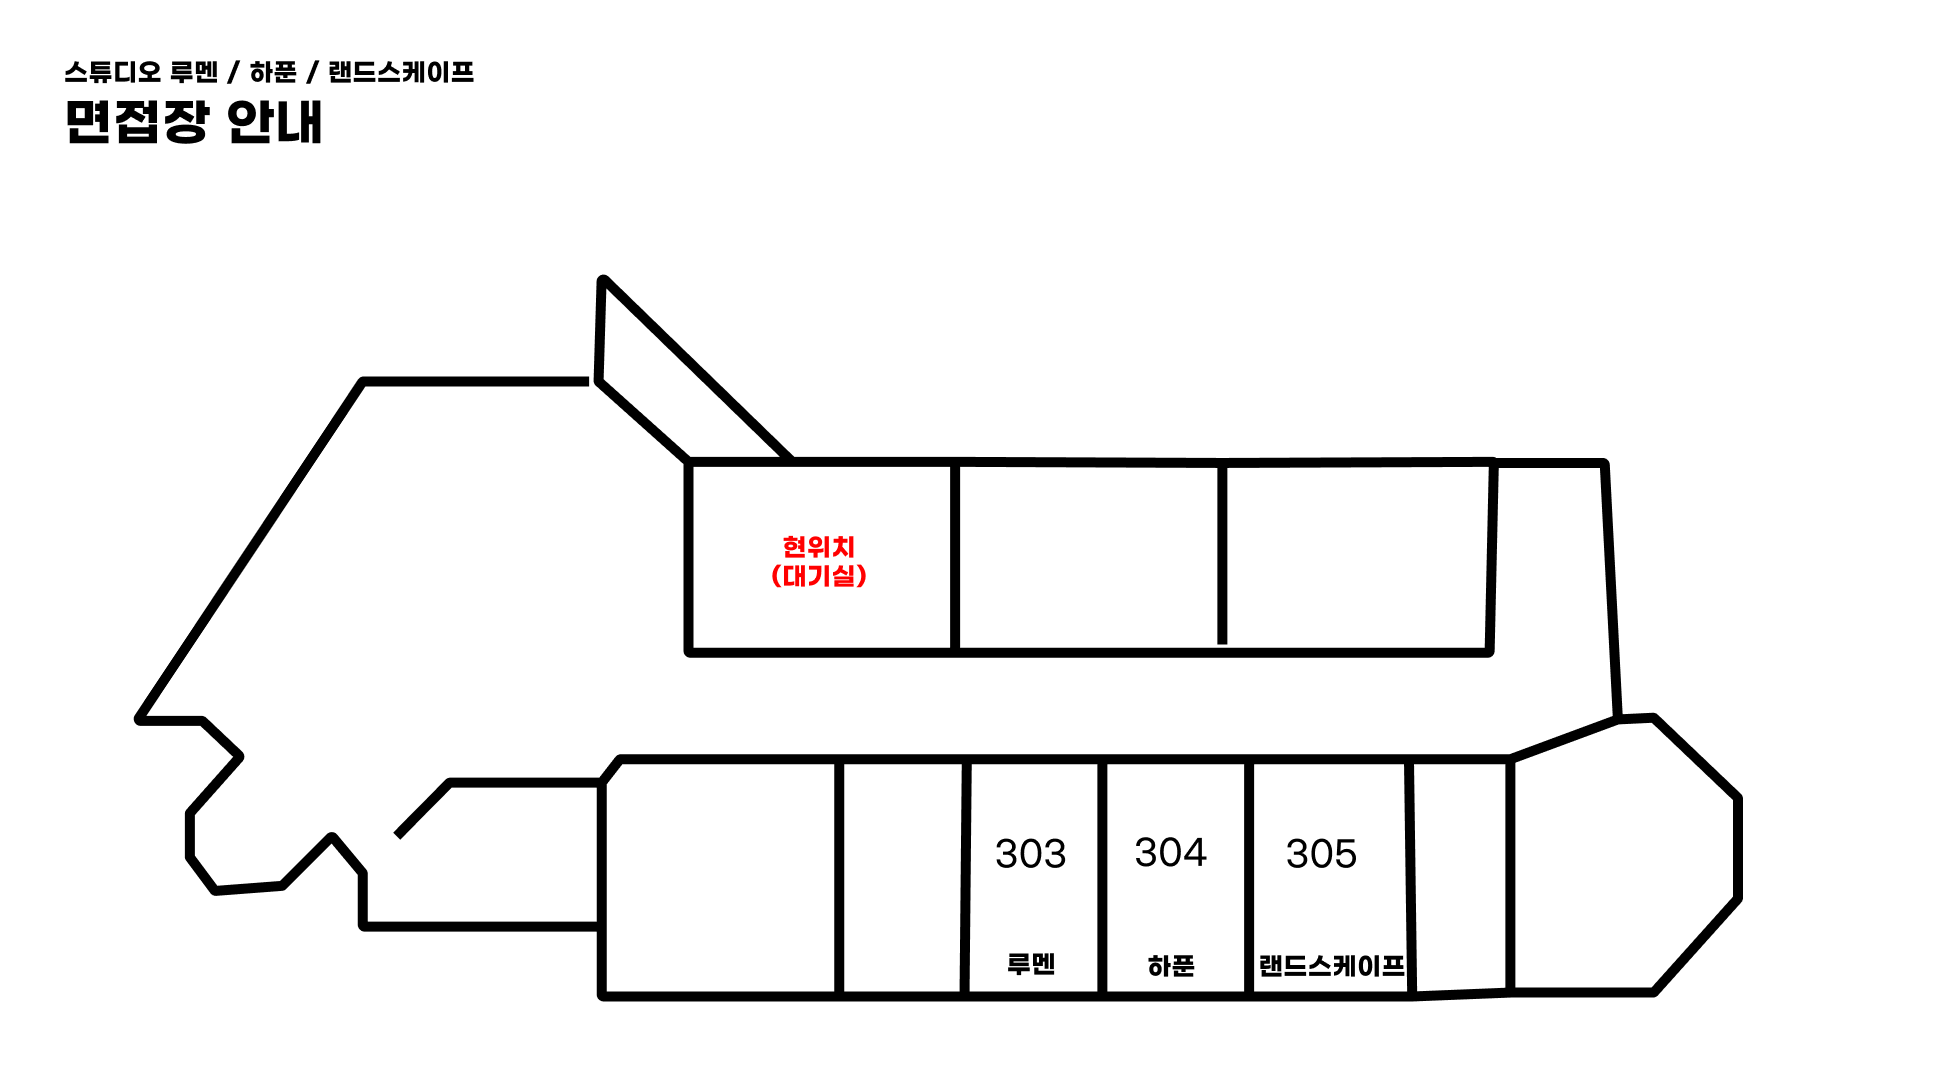 스튜디오 루멘 / 하푼 / 랜드스케이프
면접장 안내
현위치
(대기실)
303
304
305
루멘
하푼
랜드스케이프